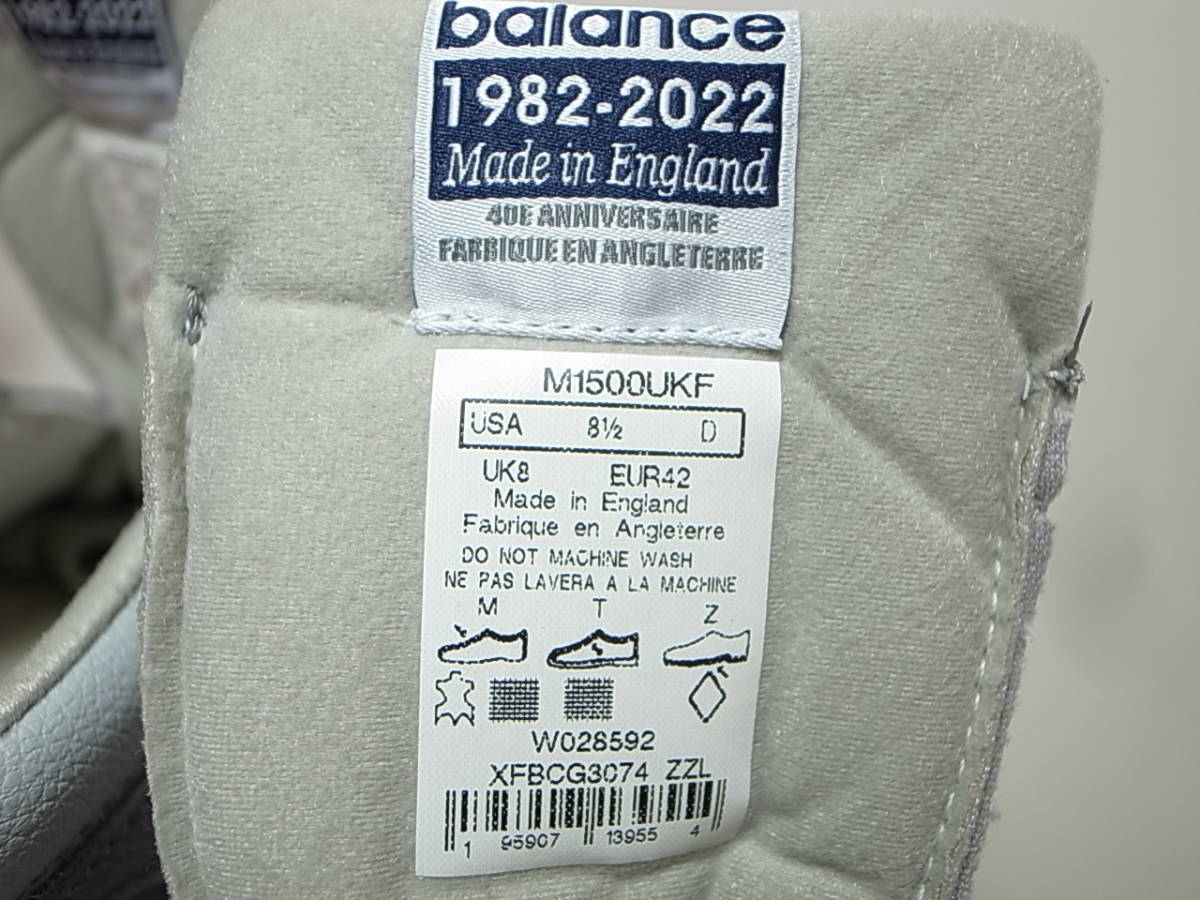 balance
1982-2022
Made in England
40E ANNIVERSAIRE
FABRIQUE EN ANGLETERRE
M1500UKF
USA 8½ D
UK8 EUR42
Made in England
Fabrique en Angleterre
DO NOT MACHINE WASH
NE PAS LAVERA A LA MACHINE
M T Z
W028592
XFBCG3074 ZZL
1 95907 13955 4
1982-2022